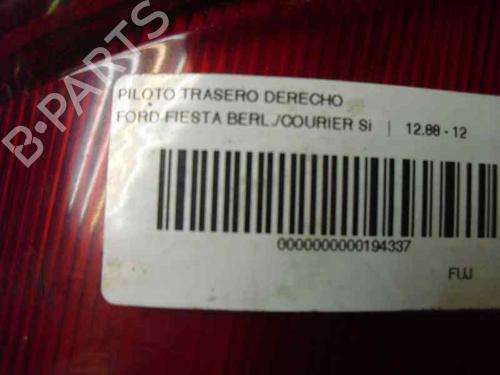 B-PARTS
PILOTO TRASERO DERECHO
FORD FIESTA BERL./COURIER Si | 12.88 - 12
0000000000194337
FUJ